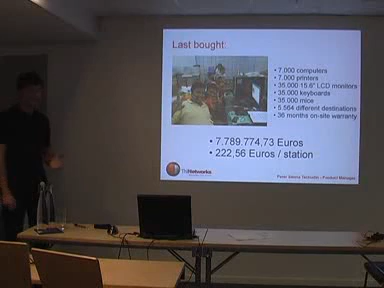 Last bought:
• 7.000 computers
• 7.000 printers
• 35.000 15.6" LCD monitors
• 35.000 keyboards
• 35.000 mice
• 5.564 different destinations
• 36 months on-site warranty
• 7.789.774,73 Euros
• 222,56 Euros / station
Networks